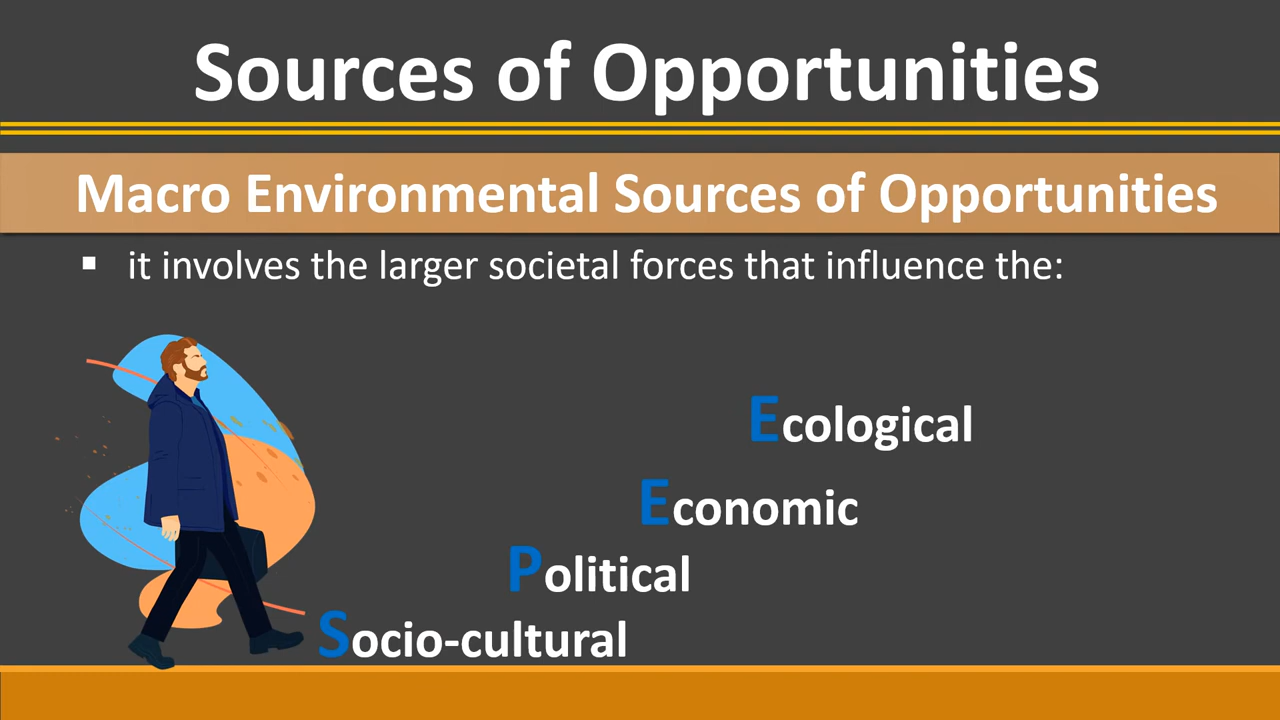 Sources of Opportunities
Macro Environmental Sources of Opportunities
▪ it involves the larger societal forces that influence the:
Ecological
Economic
Political
Socio-cultural